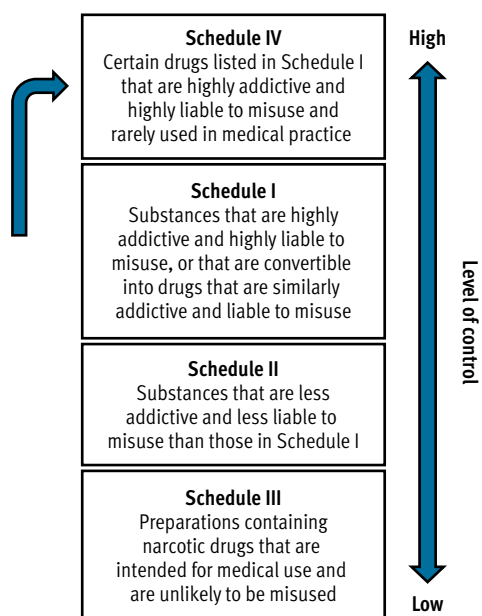 Schedule IV
Certain drugs listed in Schedule I
that are highly addictive and
highly liable to misuse and
rarely used in medical practice
Schedule I
Substances that are highly
addictive and highly liable to
misuse, or that are convertible
into drugs that are similarly
addictive and liable to misuse
Schedule II
Substances that are less
addictive and less liable to
misuse than those in Schedule I
Schedule III
Preparations containing
narcotic drugs that are
intended for medical use and
are unlikely to be misused
High
Level of control
Low